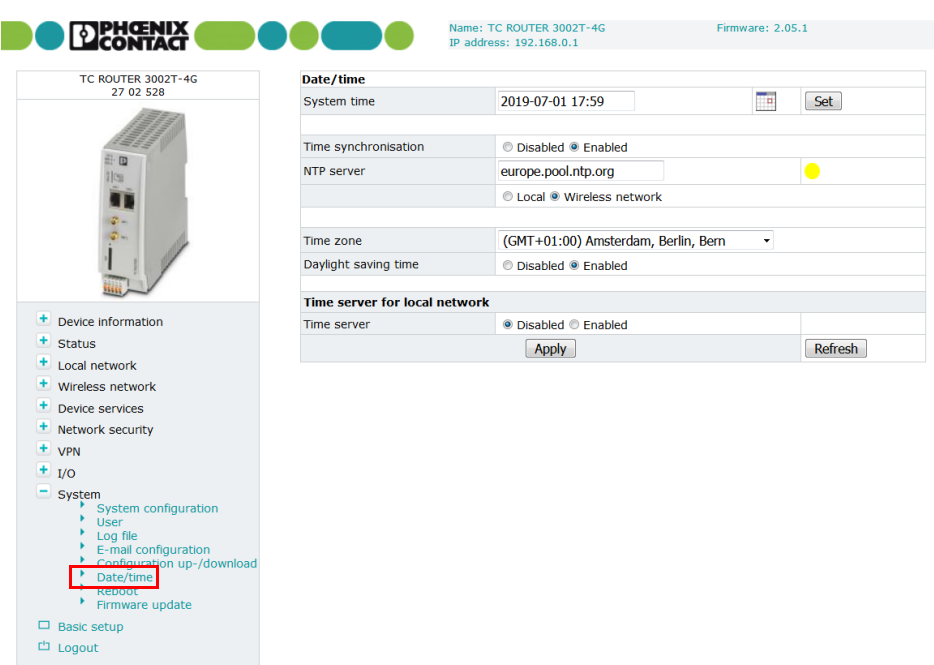 PHŒNIX
CONTACT
Name: TC ROUTER 3002T-4G Firmware: 2.05.1
IP address: 192.168.0.1
TC ROUTER 3002T-4G
27 02 528
Device information
Status
Local network
Wireless network
Device services
Network security
VPN
I/O
System
System configuration
User
Log file
E-mail configuration
Configuration up-/download
Date/time
Reboot
Firmware update
Basic setup
Logout
Date/time
System time 2019-07-01 17:59 Set
Time synchronisation Disabled Enabled
NTP server europe.pool.ntp.org
Local Wireless network
Time zone (GMT+01:00) Amsterdam, Berlin, Bern
Daylight saving time Disabled Enabled
Time server for local network
Time server Disabled Enabled
Apply Refresh